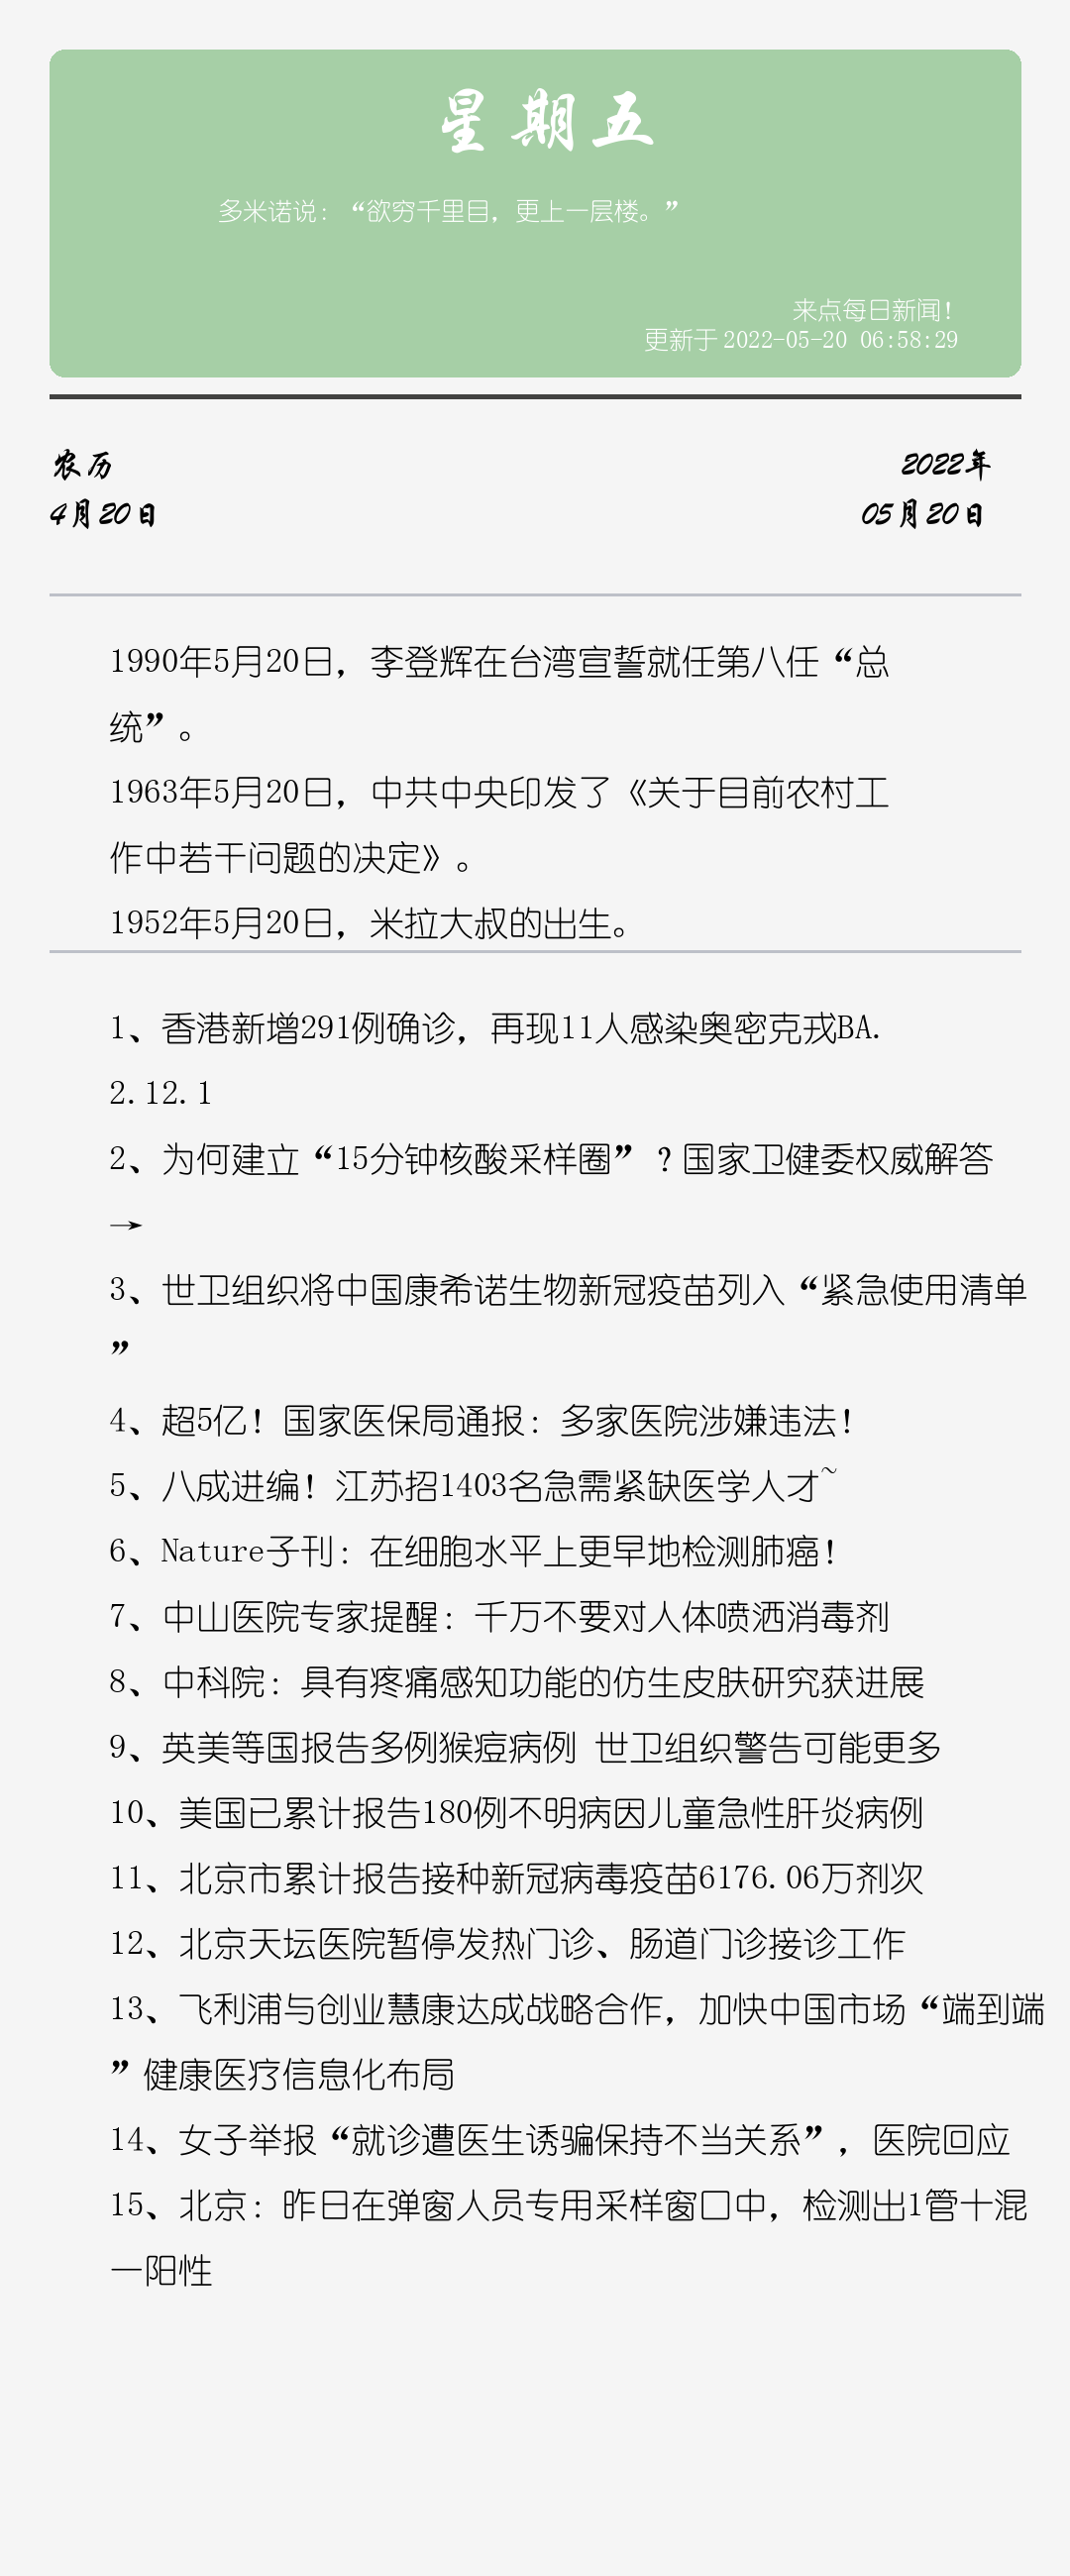 星期五
多米诺说：“欲穷千里目，更上一层楼。”
来点每日新闻！
更新于 2022-05-20 06:58:29
农历
2022年
4月20日
05月20日
1990年5月20日，李登辉在台湾宣誓就任第八任“总
统”。
1963年5月20日，中共中央印发了《关于目前农村工
作中若干问题的决定》。
1952年5月20日，米拉大叔的出生。
1、香港新增291例确诊，再现11人感染奥密克戎BA.
2.12.1
2、为何建立“15分钟核酸采样圈”？国家卫健委权威解答
→
3、世卫组织将中国康希诺生物新冠疫苗列入“紧急使用清单
”
4、超5亿！国家医保局通报：多家医院涉嫌违法！
5、八成进编！江苏招1403名急需紧缺医学人才~
6、Nature子刊：在细胞水平上更早地检测肺癌！
7、中山医院专家提醒：千万不要对人体喷洒消毒剂
8、中科院：具有疼痛感知功能的仿生皮肤研究获进展
9、英美等国报告多例猴痘病例 世卫组织警告可能更多
10、美国已累计报告180例不明病因儿童急性肝炎病例
11、北京市累计报告接种新冠病毒疫苗6176.06万剂次
12、北京天坛医院暂停发热门诊、肠道门诊接诊工作
13、飞利浦与创业慧康达成战略合作，加快中国市场“端到端
”健康医疗信息化布局
14、女子举报“就诊遭医生诱骗保持不当关系”，医院回应
15、北京：昨日在弹窗人员专用采样窗口中，检测出1管十混
一阳性